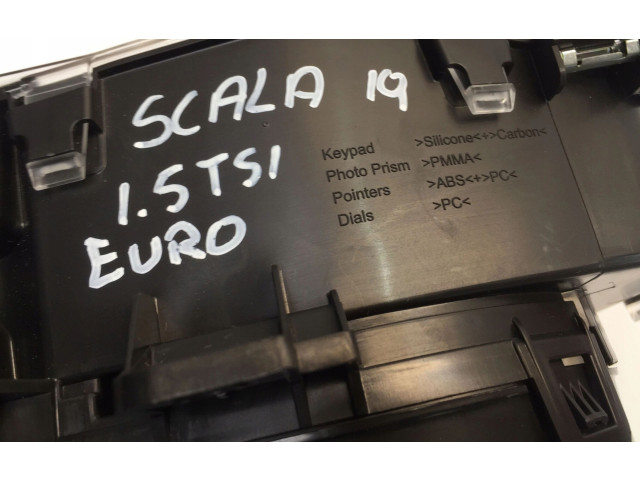 SCALA 19
1.5TSI
EURO
Keypad >Silicone<+>Carbon<
Photo Prism >PMMA<
Pointers >ABS<+>PC<
Dials >PC<